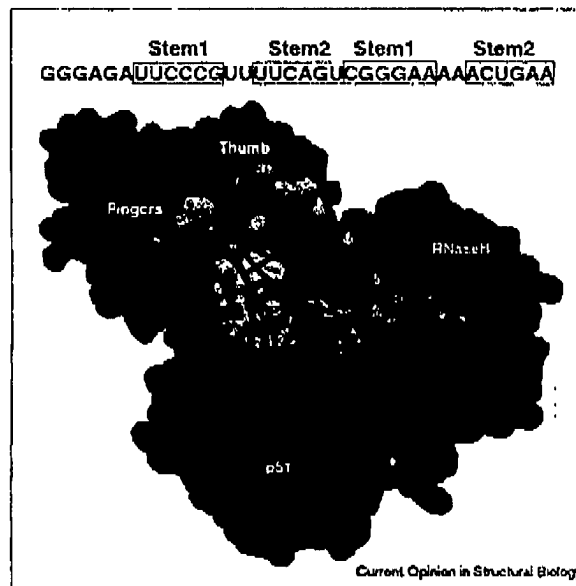 Stem1 Stem2 Stem1 Stem2
GGGAGAUUCCCGUUUUCAGUCGGGAAAAACUGAA
Thumb
Fingers
RNaseH
p51
Current Opinion in Structural Biology